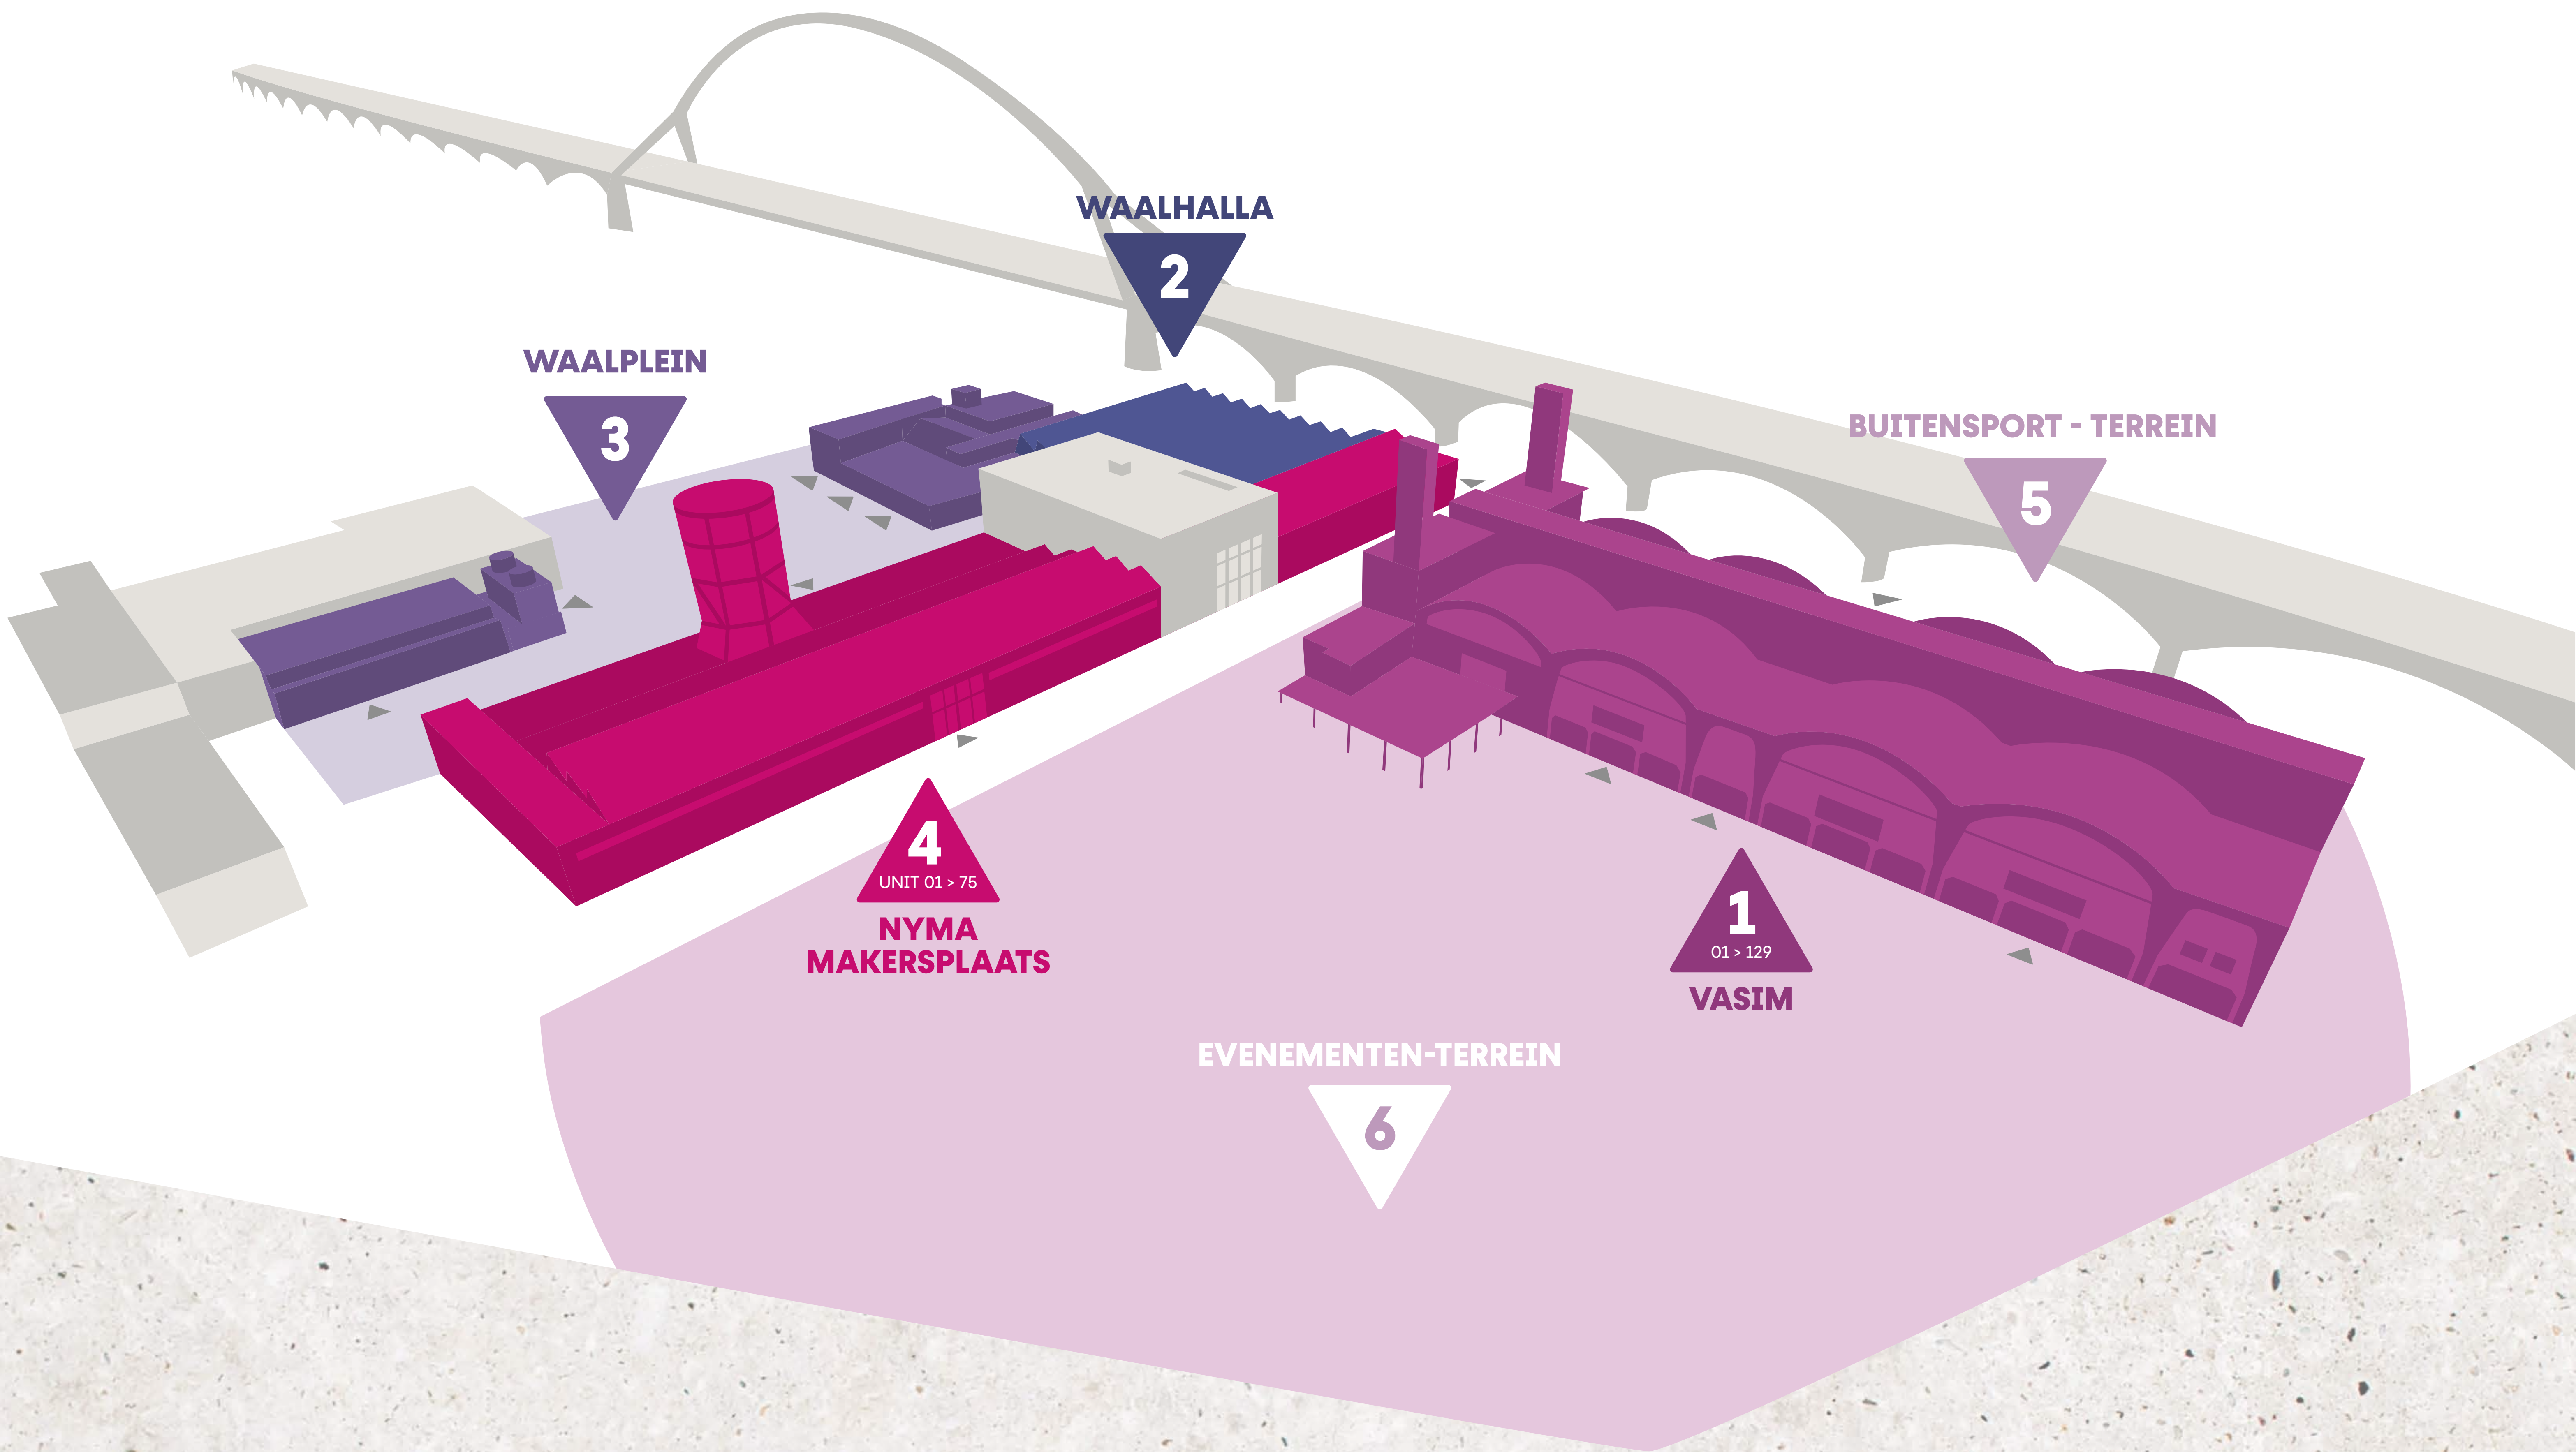 WAALHALLA
2
WAALPLEIN
3
BUITENSPORT - TERREIN
5
4
UNIT 01 > 75
NYMA
MAKERSPLAATS
1
01 > 129
VASIM
EVENEMENTEN-TERREIN
6